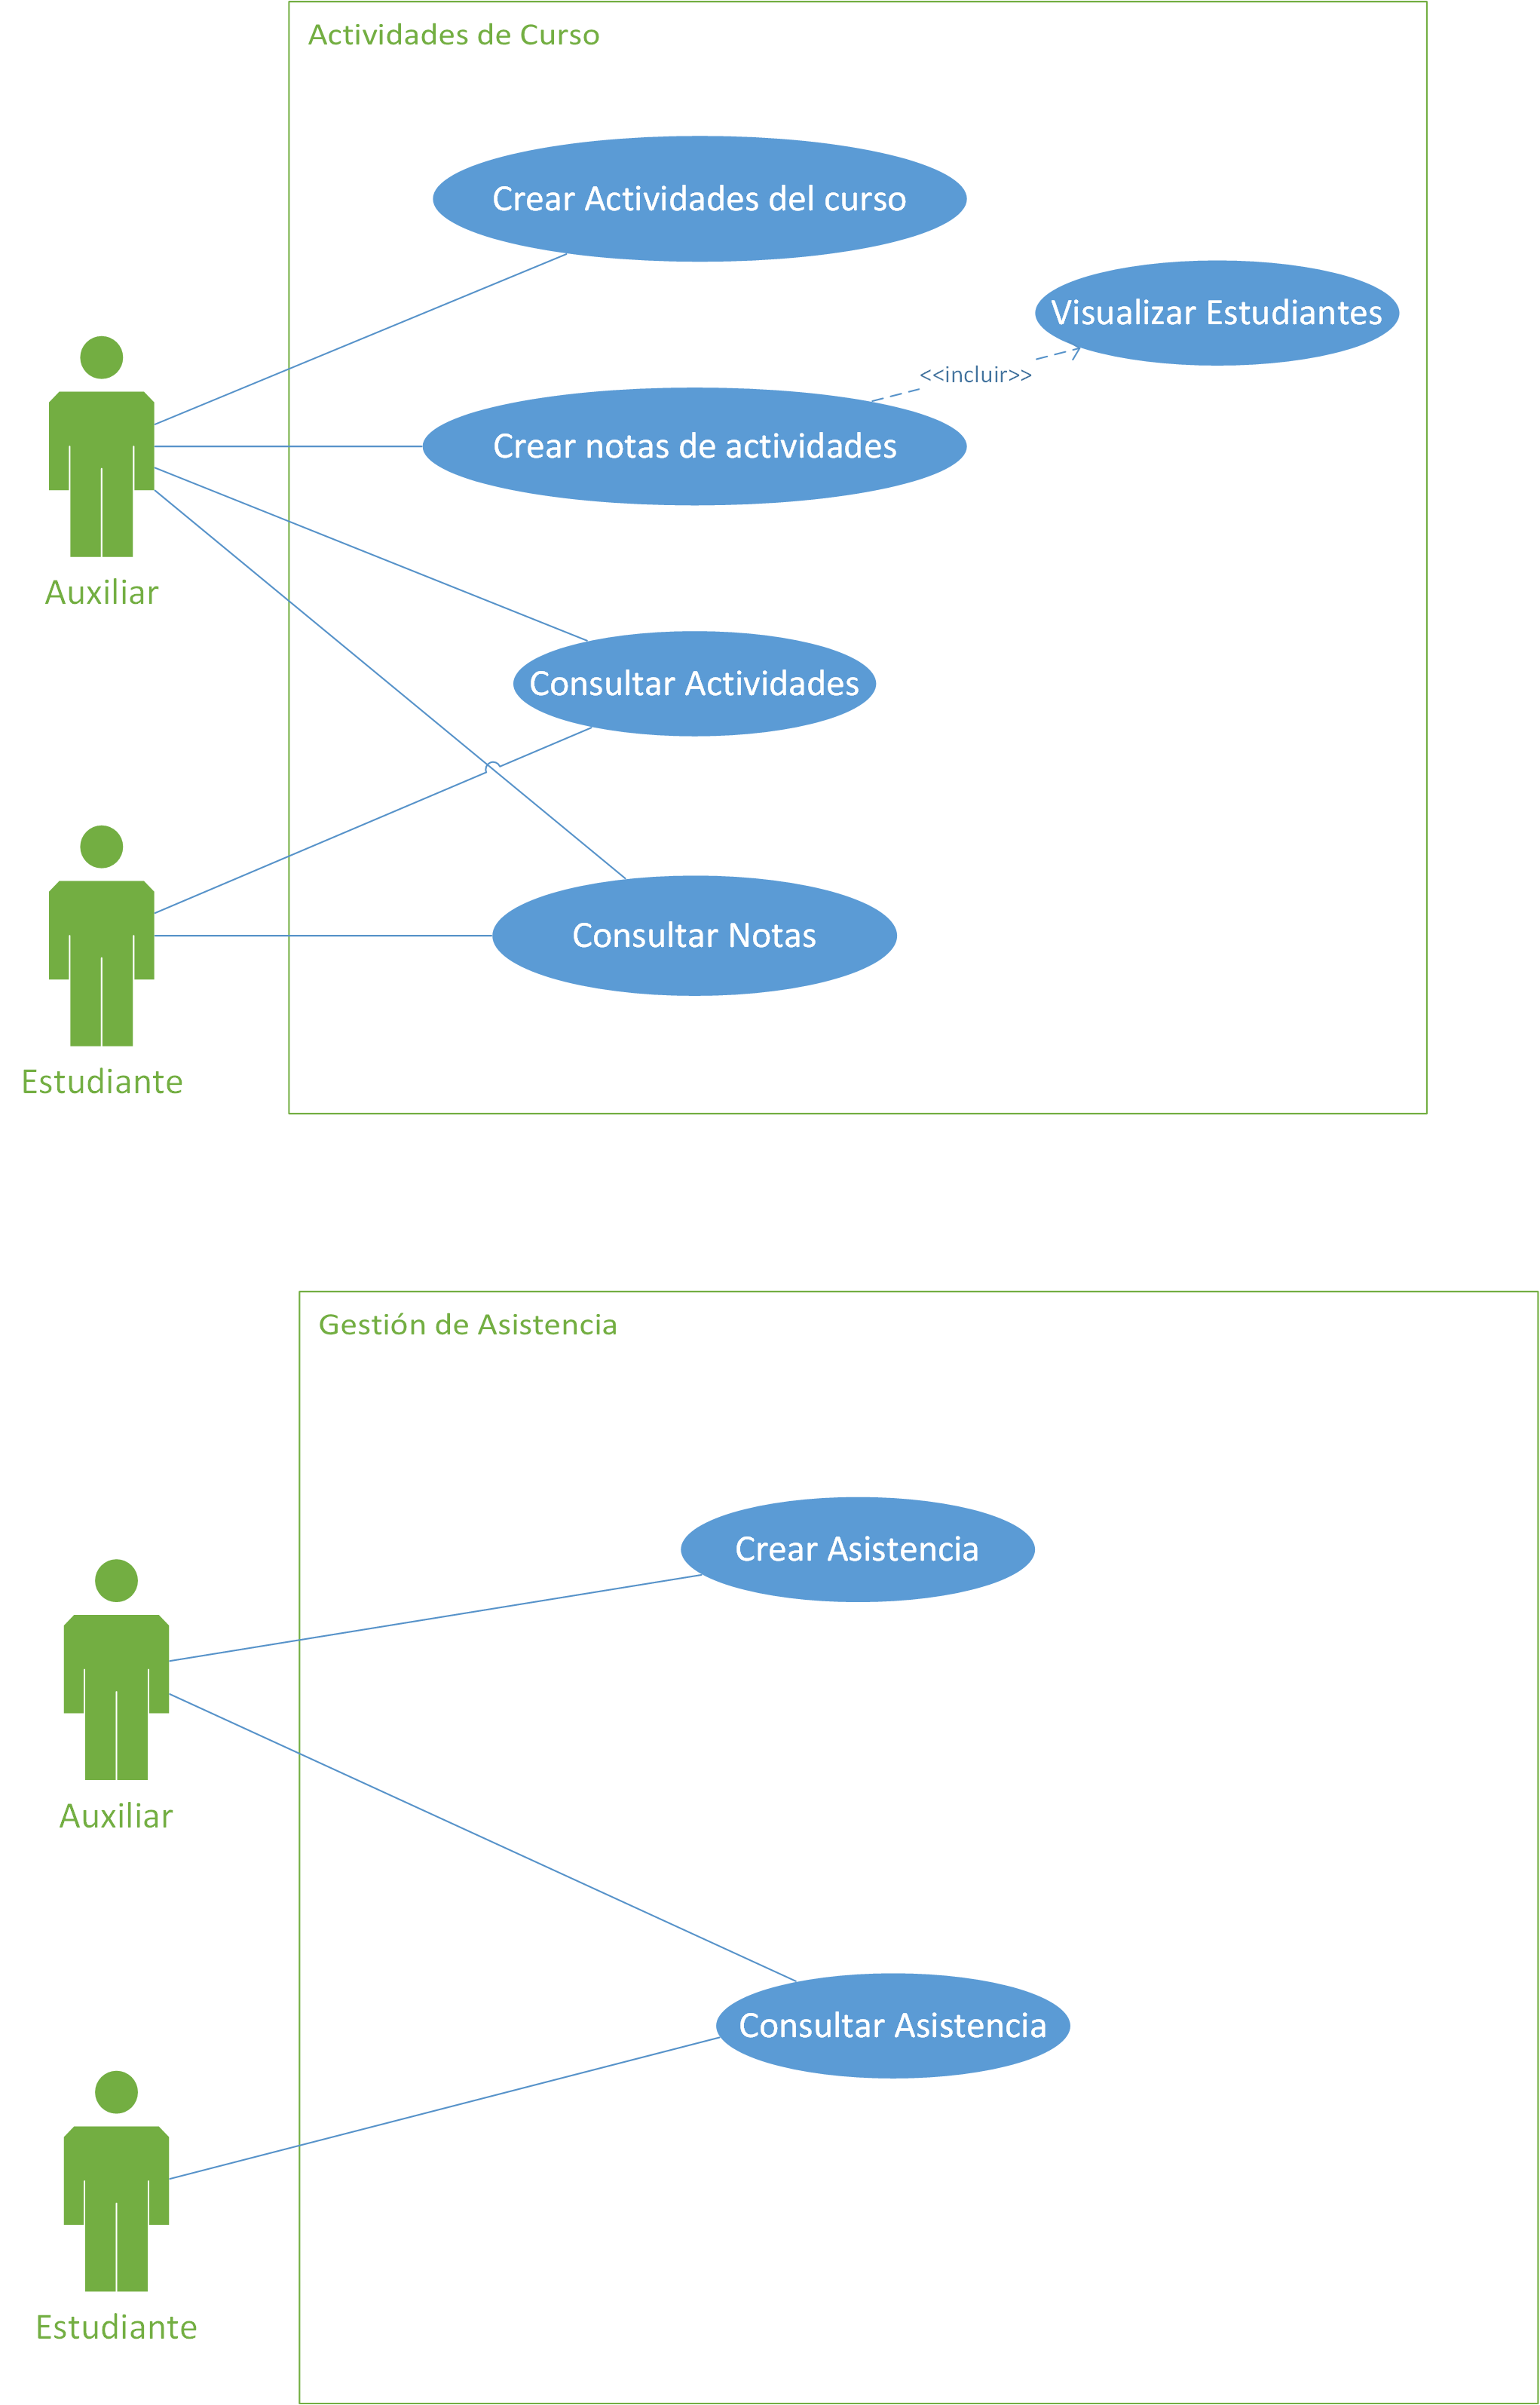 Actividades de Curso
Crear Actividades del curso
Visualizar Estudiantes
<<incluir>>
Crear notas de actividades
Auxiliar
Consultar Actividades
Consultar Notas
Estudiante
Gestión de Asistencia
Crear Asistencia
Auxiliar
Consultar Asistencia
Estudiante